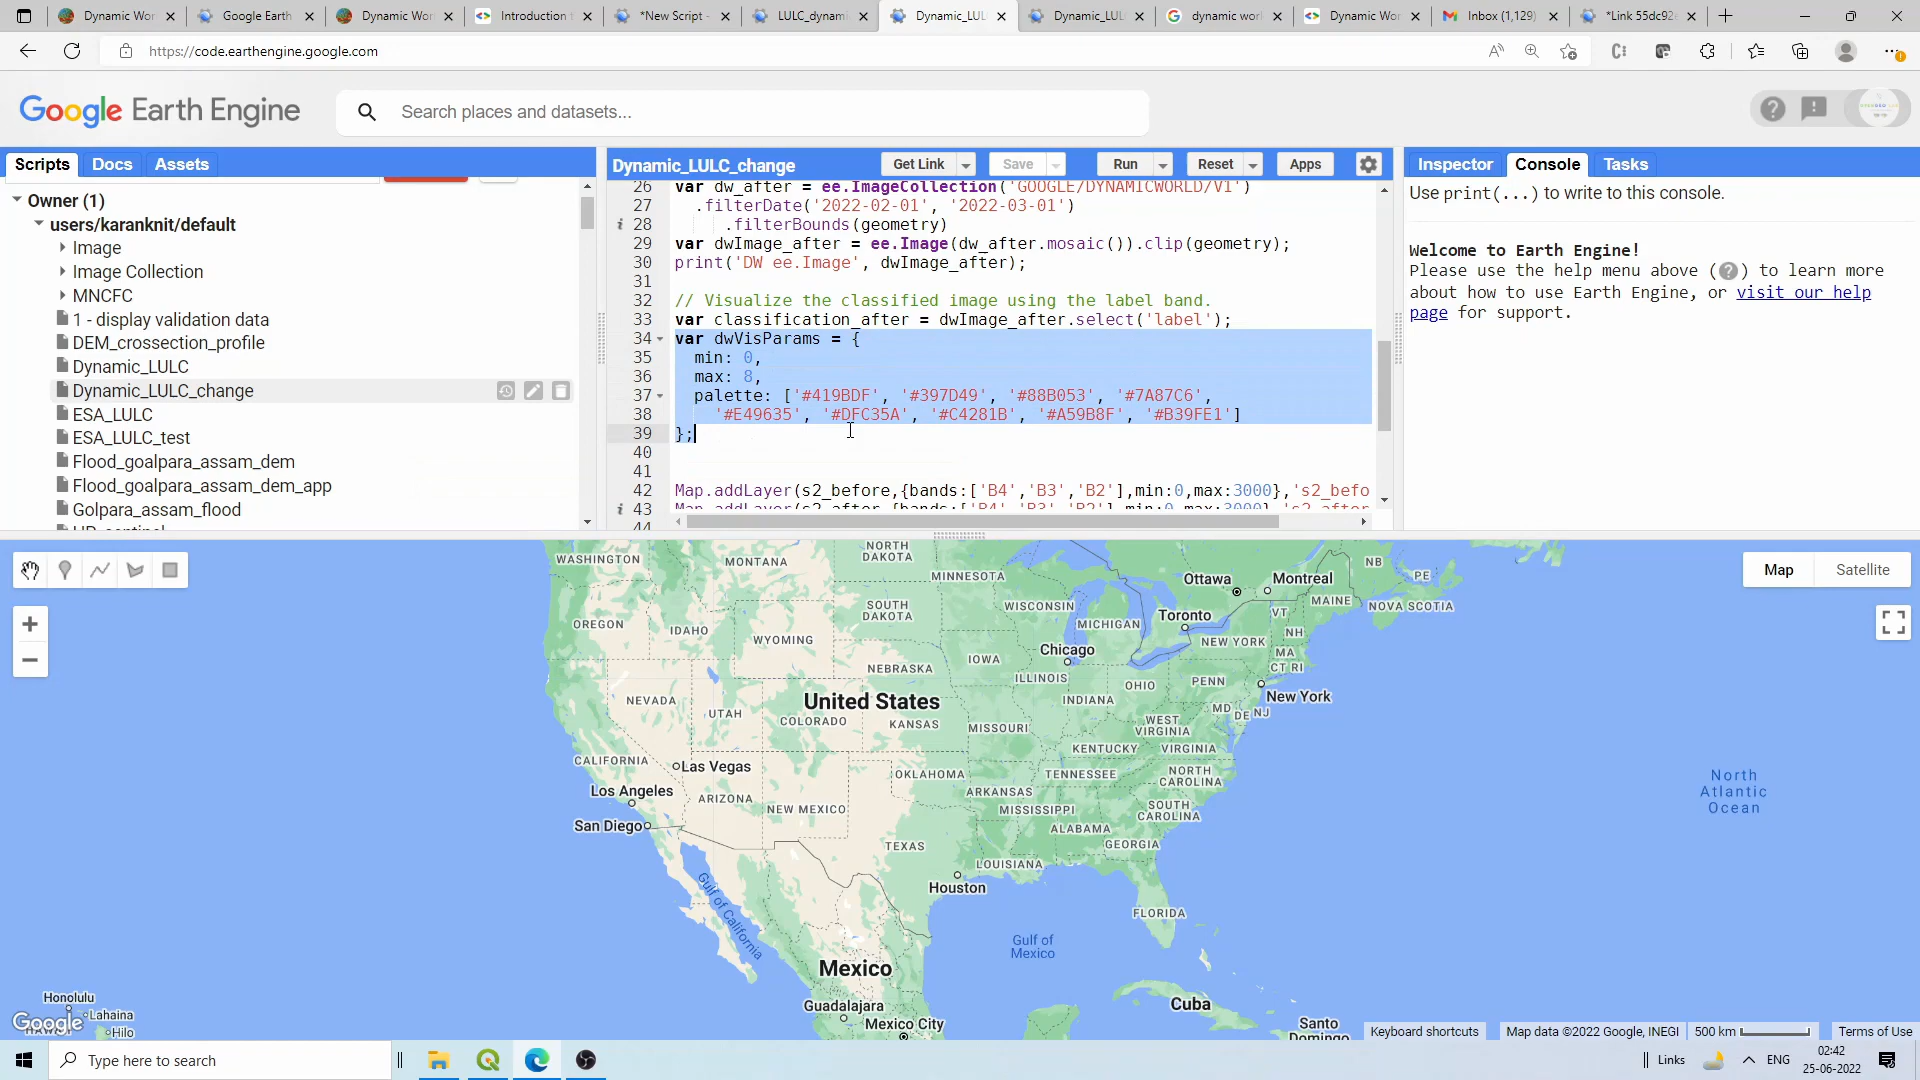 Dynamic Wor
Google Earth
Dynamic Wor
Introduction t
*New Script -
LULC_dynami
Dynamic_LUL
Dynamic_LUL
dynamic worl
Dynamic Wor
Inbox (1,129)
*Link 55dc92
https://code.earthengine.google.com
Google Earth Engine
Search places and datasets...
Scripts Docs Assets
Owner (1)
users/karanknit/default
Image
Image Collection
MNCFC
1 - display validation data
DEM_crossection_profile
Dynamic_LULC
Dynamic_LULC_change
ESA_LULC
ESA_LULC_test
Flood_goalpara_assam_dem
Flood_goalpara_assam_dem_app
Golpara_assam_flood
Dynamic_LULC_change
Get Link Save Run Reset Apps
26 var dw_after = ee.ImageCollection('GOOGLE/DYNAMICWORLD/V1')
27 .filterDate('2022-02-01', '2022-03-01')
i 28 .filterBounds(geometry)
29 var dwImage_after = ee.Image(dw_after.mosaic()).clip(geometry);
30 print('DW ee.Image', dwImage_after);
31
32 // Visualize the classified image using the label band.
33 var classification_after = dwImage_after.select('label');
34 var dwVisParams = {
35 min: 0,
36 max: 8,
37 palette: ['#419BDF', '#397D49', '#88B053', '#7A87C6',
38 '#E49635', '#DFC35A', '#C4281B', '#A59B8F', '#B39FE1']
39 };
40
41
42 Map.addLayer(s2_before,{bands:['B4','B3','B2'],min:0,max:3000},'s2_befo
i 43 Map.addLayer(s2_after,{bands:['B4','B3','B2'],min:0,max:3000},'s2_after
44
Inspector Console Tasks
Use print(...) to write to this console.
Welcome to Earth Engine!
Please use the help menu above (?) to learn more
about how to use Earth Engine, or visit our help
page for support.
Map Satellite
WASHINGTON
MONTANA
NORTH
DAKOTA
MINNESOTA
Ottawa
Montreal
NB
PE
MAINE
NOVA SCOTIA
OREGON
IDAHO
SOUTH
DAKOTA
WISCONSIN
MICHIGAN
Toronto
VT
NH
WYOMING
NEW YORK
MA
CT RI
Chicago
IOWA
NEBRASKA
ILLINOIS
OHIO
PENN
New York
NEVADA
UTAH
United States
COLORADO
KANSAS
INDIANA
MD
DE
NJ
MISSOURI
WEST
VIRGINIA
KENTUCKY
VIRGINIA
CALIFORNIA
Las Vegas
OKLAHOMA
TENNESSEE
NORTH
CAROLINA
Los Angeles
ARIZONA
NEW MEXICO
ARKANSAS
MISSISSIPPI
SOUTH
CAROLINA
San Diego
ALABAMA
TEXAS
GEORGIA
LOUISIANA
Houston
FLORIDA
Gulf of California
Gulf of
Mexico
North
Atlantic
Ocean
Mexico
Guadalajara
Mexico City
Cuba
Santo
Domingo
Honolulu
Lahaina
Hilo
HAWAII
Google
Keyboard shortcuts Map data ©2022 Google, INEGI 500 km Terms of Use
Type here to search
Links
ENG
02:42
25-06-2022